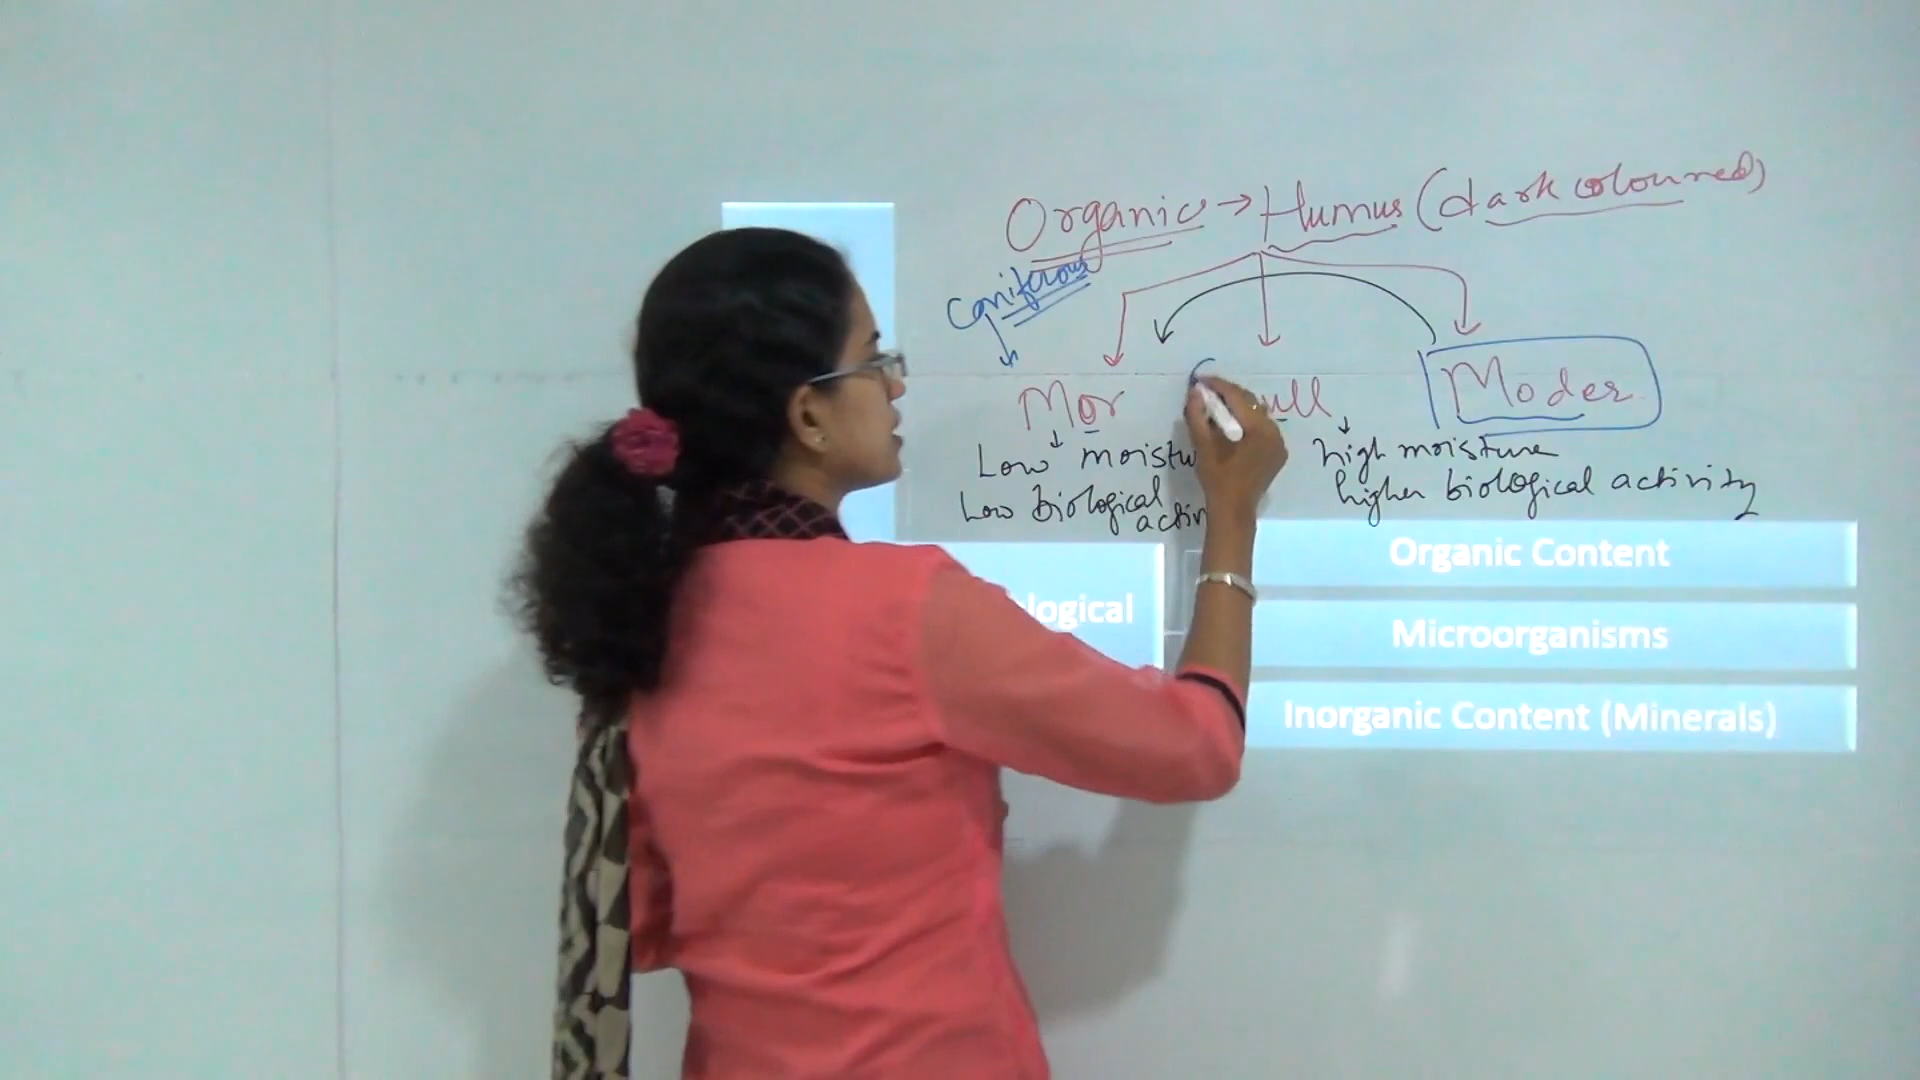 Organic → Humus (dark coloured)
Coniferous
Mor
Moder
Low
high moisture
Low biological
higher biological activity
Organic Content
Microorganisms
Inorganic Content (Minerals)